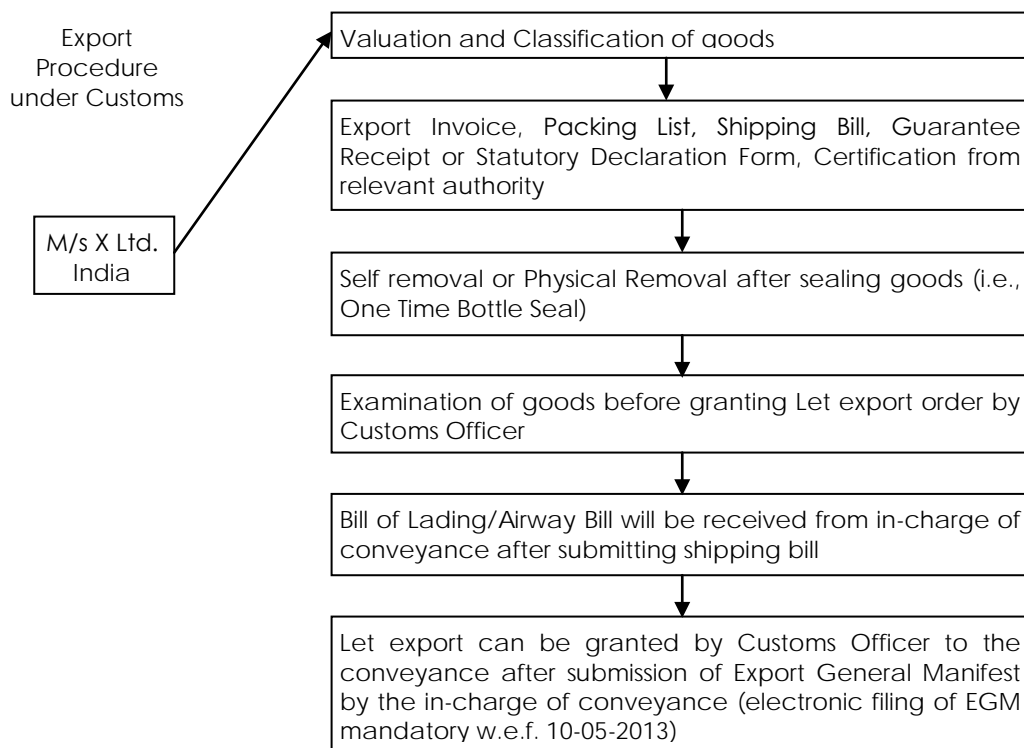 Export
Procedure
under Customs
M/s X Ltd.
India
Valuation and Classification of goods
Export Invoice, Packing List, Shipping Bill, Guarantee
Receipt or Statutory Declaration Form, Certification from
relevant authority
Self removal or Physical Removal after sealing goods (i.e.,
One Time Bottle Seal)
Examination of goods before granting Let export order by
Customs Officer
Bill of Lading/Airway Bill will be received from in-charge of
conveyance after submitting shipping bill
Let export can be granted by Customs Officer to the
conveyance after submission of Export General Manifest
by the in-charge of conveyance (electronic filing of EGM
mandatory w.e.f. 10-05-2013)